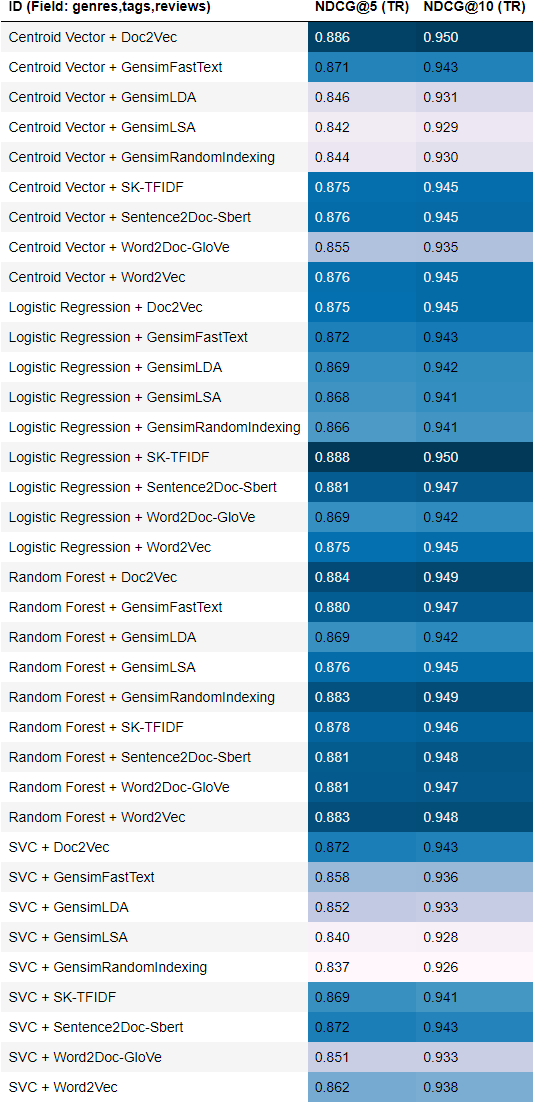 ID (Field: genres,tags,reviews) NDCG@5 (TR) NDCG@10 (TR)
Centroid Vector + Doc2Vec 0.886 0.950
Centroid Vector + GensimFastText 0.871 0.943
Centroid Vector + GensimLDA 0.846 0.931
Centroid Vector + GensimLSA 0.842 0.929
Centroid Vector + GensimRandomIndexing 0.844 0.930
Centroid Vector + SK-TFIDF 0.875 0.945
Centroid Vector + Sentence2Doc-Sbert 0.876 0.945
Centroid Vector + Word2Doc-GloVe 0.855 0.935
Centroid Vector + Word2Vec 0.876 0.945
Logistic Regression + Doc2Vec 0.875 0.945
Logistic Regression + GensimFastText 0.872 0.943
Logistic Regression + GensimLDA 0.869 0.942
Logistic Regression + GensimLSA 0.868 0.941
Logistic Regression + GensimRandomIndexing 0.866 0.941
Logistic Regression + SK-TFIDF 0.888 0.950
Logistic Regression + Sentence2Doc-Sbert 0.881 0.947
Logistic Regression + Word2Doc-GloVe 0.869 0.942
Logistic Regression + Word2Vec 0.875 0.945
Random Forest + Doc2Vec 0.884 0.949
Random Forest + GensimFastText 0.880 0.947
Random Forest + GensimLDA 0.869 0.942
Random Forest + GensimLSA 0.876 0.945
Random Forest + GensimRandomIndexing 0.883 0.949
Random Forest + SK-TFIDF 0.878 0.946
Random Forest + Sentence2Doc-Sbert 0.881 0.948
Random Forest + Word2Doc-GloVe 0.881 0.947
Random Forest + Word2Vec 0.883 0.948
SVC + Doc2Vec 0.872 0.943
SVC + GensimFastText 0.858 0.936
SVC + GensimLDA 0.852 0.933
SVC + GensimLSA 0.840 0.928
SVC + GensimRandomIndexing 0.837 0.926
SVC + SK-TFIDF 0.869 0.941
SVC + Sentence2Doc-Sbert 0.872 0.943
SVC + Word2Doc-GloVe 0.851 0.933
SVC + Word2Vec 0.862 0.938